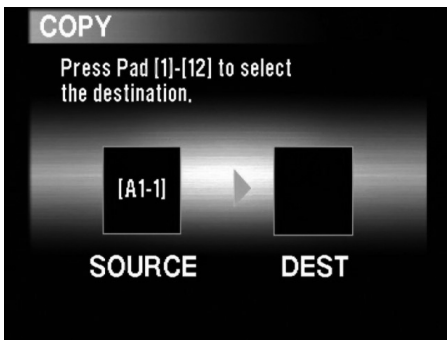 COPY
Press Pad [1]-[12] to select
the destination.
[A1-1]
SOURCE DEST